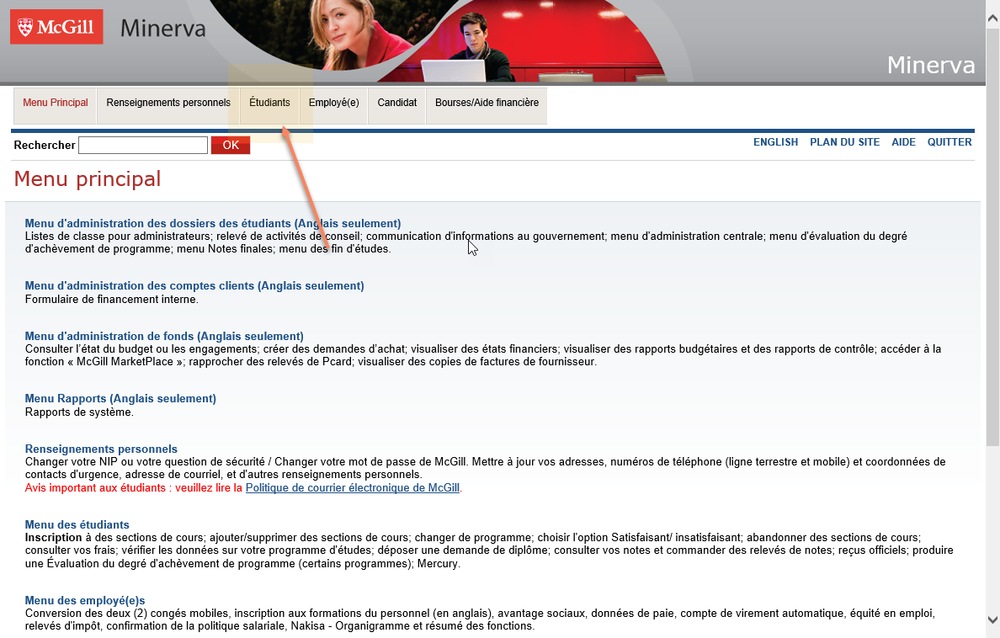 McGill Minerva
Minerva
Menu Principal Renseignements personnels Étudiants Employé(e) Candidat Bourses/Aide financière
Rechercher OK ENGLISH PLAN DU SITE AIDE QUITTER
Menu principal
Menu d'administration des dossiers des étudiants (Anglais seulement)
Listes de classe pour administrateurs; relevé de activités de conseil; communication d'informations au gouvernement; menu d'administration centrale; menu d'évaluation du degré
d'achèvement de programme; menu Notes finales; menu des fin d'études.
Menu d'administration des comptes clients (Anglais seulement)
Formulaire de financement interne.
Menu d'administration de fonds (Anglais seulement)
Consulter l’état du budget ou les engagements; créer des demandes d’achat; visualiser des états financiers; visualiser des rapports budgétaires et des rapports de contrôle; accéder à la
fonction « McGill MarketPlace »; rapprocher des relevés de Pcard; visualiser des copies de factures de fournisseur.
Menu Rapports (Anglais seulement)
Rapports de système.
Renseignements personnels
Changer votre NIP ou votre question de sécurité / Changer votre mot de passe de McGill. Mettre à jour vos adresses, numéros de téléphone (ligne terrestre et mobile) et coordonnées de
contacts d'urgence, adresse de courriel, et d'autres renseignements personnels.
Avis important aux étudiants : veuillez lire la Politique de courrier électronique de McGill.
Menu des étudiants
Inscription à des sections de cours; ajouter/supprimer des sections de cours; changer de programme; choisir l'option Satisfaisant/ insatisfaisant; abandonner des sections de cours;
consulter vos frais; vérifier les données sur votre programme d'études; déposer une demande de diplôme; consulter vos notes et commander des relevés de notes; reçus officiels; produire
une Évaluation du degré d'achèvement de programme (certains programmes); Mercury.
Menu des employé(e)s
Conversion des deux (2) congés mobiles, inscription aux formations du personnel (en anglais), avantage sociaux, données de paie, compte de virement automatique, équité en emploi,
relevés d'impôt, confirmation de la politique salariale, Nakisa - Organigramme et résumé des fonctions.